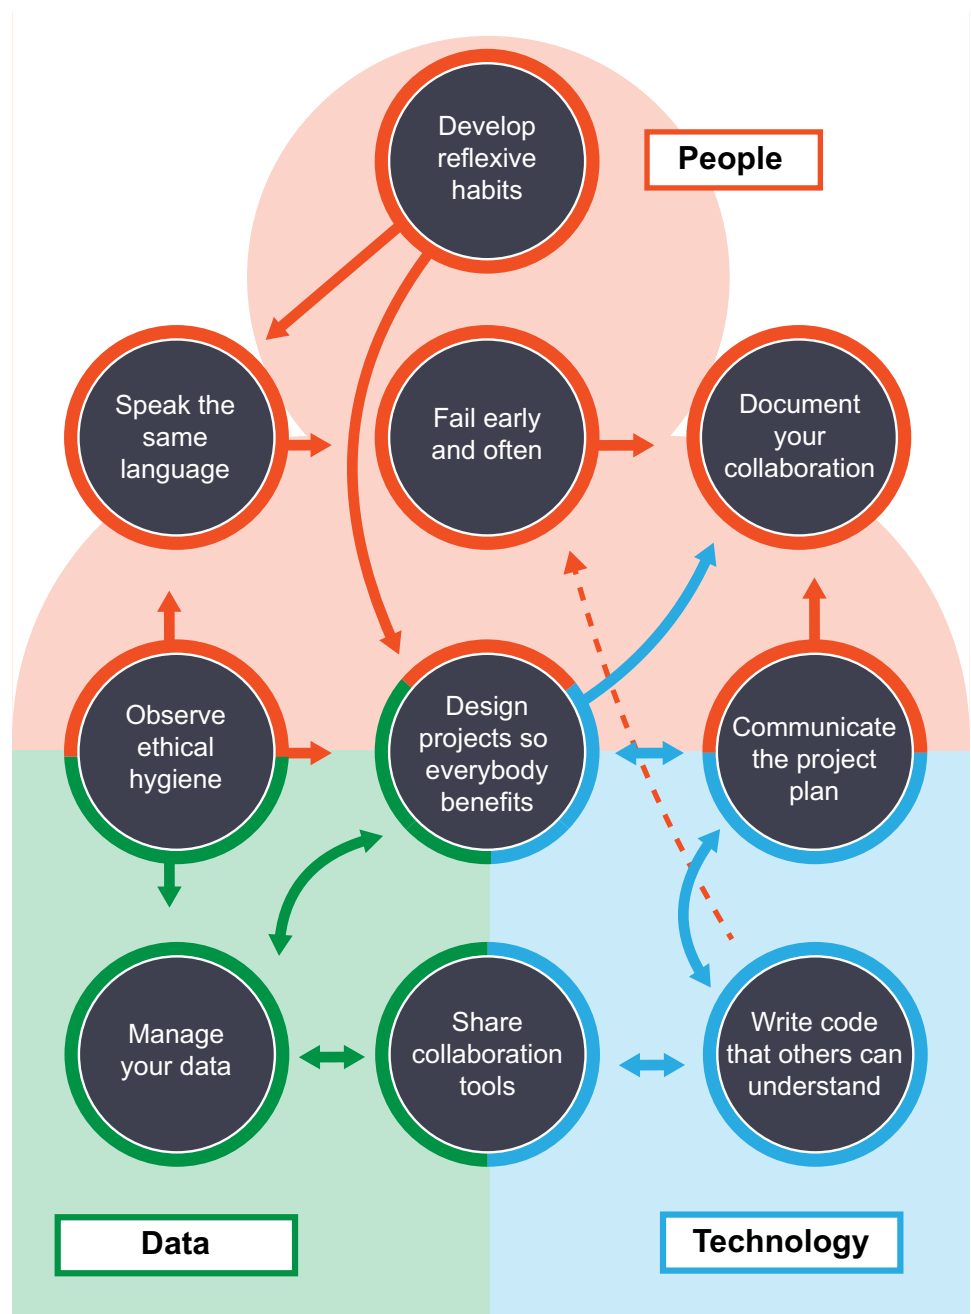 Develop
reflexive
habits
People
Speak the
same
language
Fail early
and often
Document
your
collaboration
Observe
ethical
hygiene
Design
projects so
everybody
benefits
Communicate
the project
plan
Manage
your data
Share
collaboration
tools
Write code
that others can
understand
Data
Technology